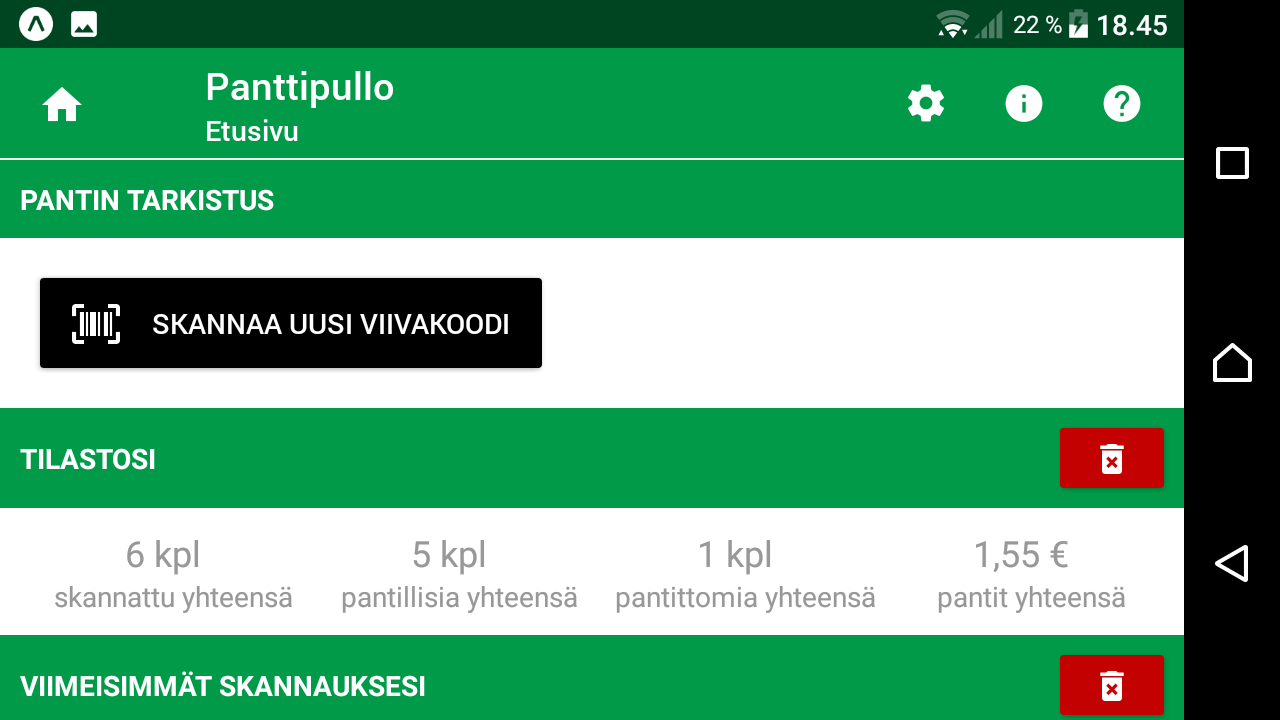 22 % 18.45
Panttipullo
Etusivu
PANTIN TARKISTUS
SKANNAA UUSI VIIVAKOODI
TILASTOSI
6 kpl 5 kpl 1 kpl 1,55 €
skannattu yhteensä pantillisia yhteensä pantittomia yhteensä pantit yhteensä
VIIMEISIMMÄT SKANNAUKSESI